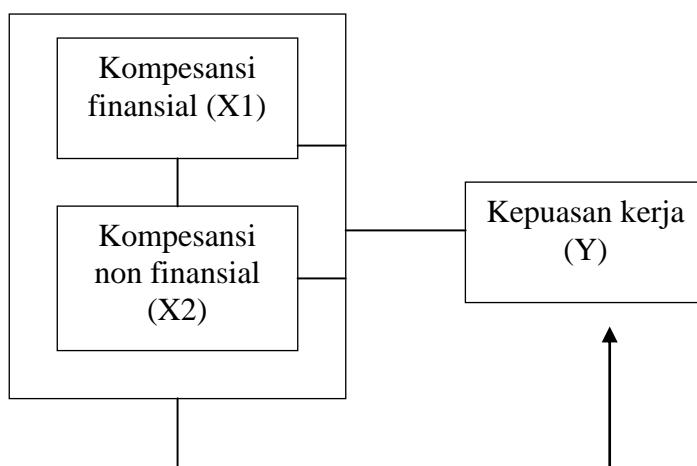 Kompesansi
finansial (X1)
Kompesansi
non finansial
(X2)
Kepuasan kerja
(Y)